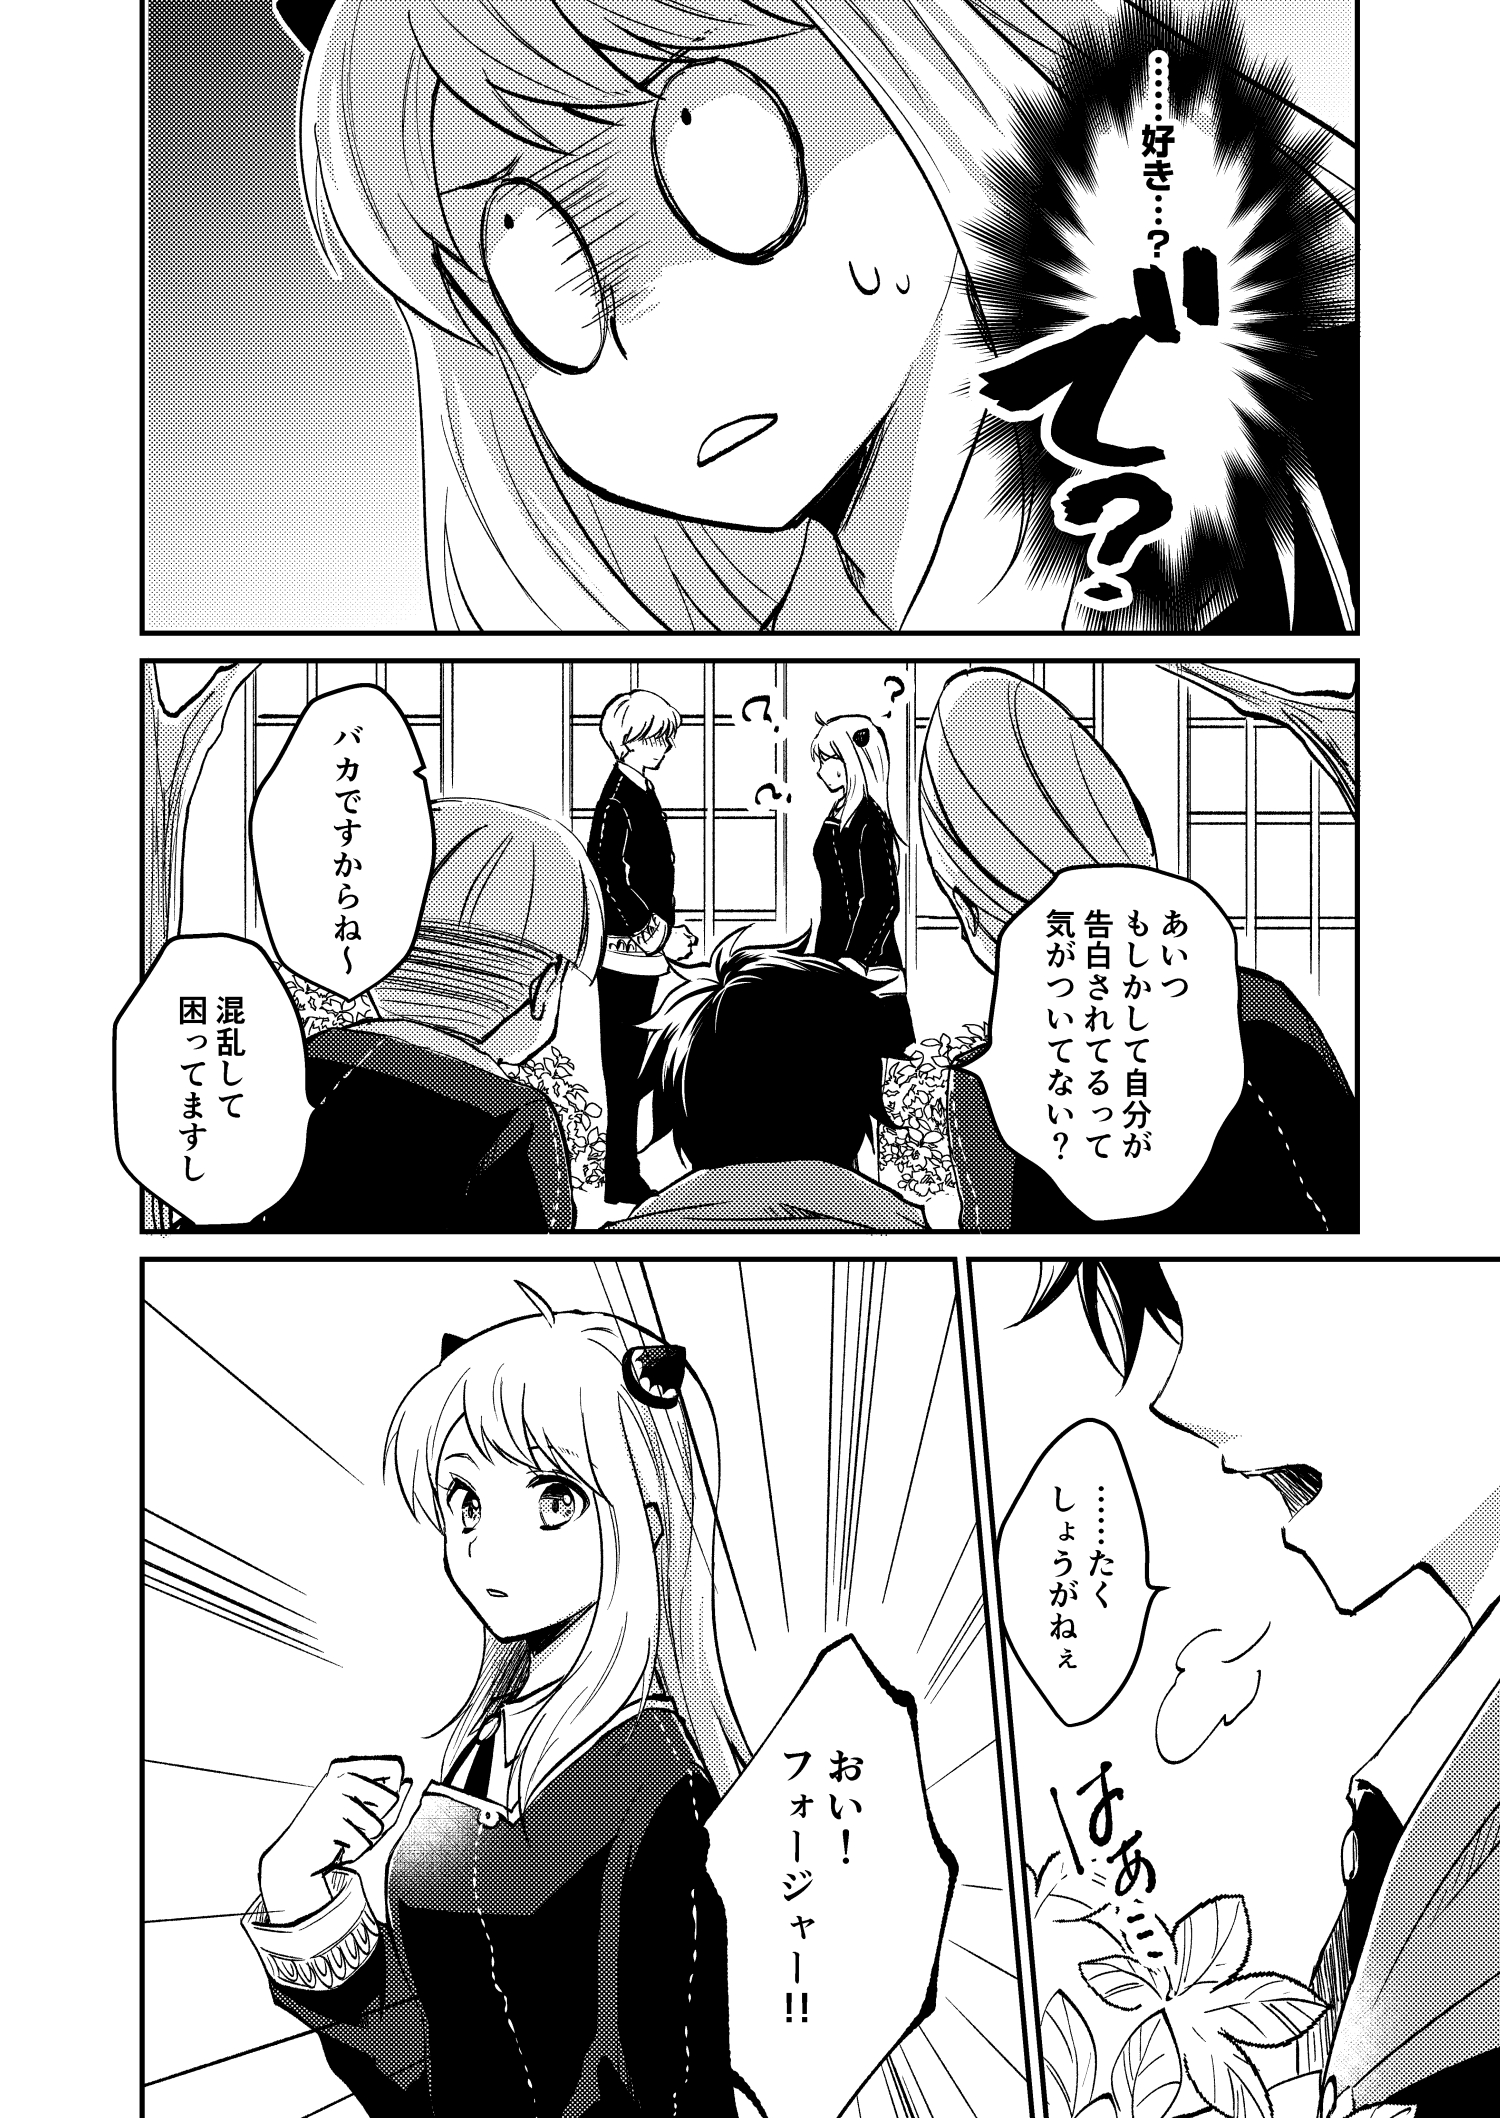 ……好き…？
で？
あいつ
もしかして自分が
告白されてるって
気がついてない？
バカですからね～
混乱して
困ってますし
？
？
？
……たく
しょうがねぇ
はあ…
おい！
フォージャー!!